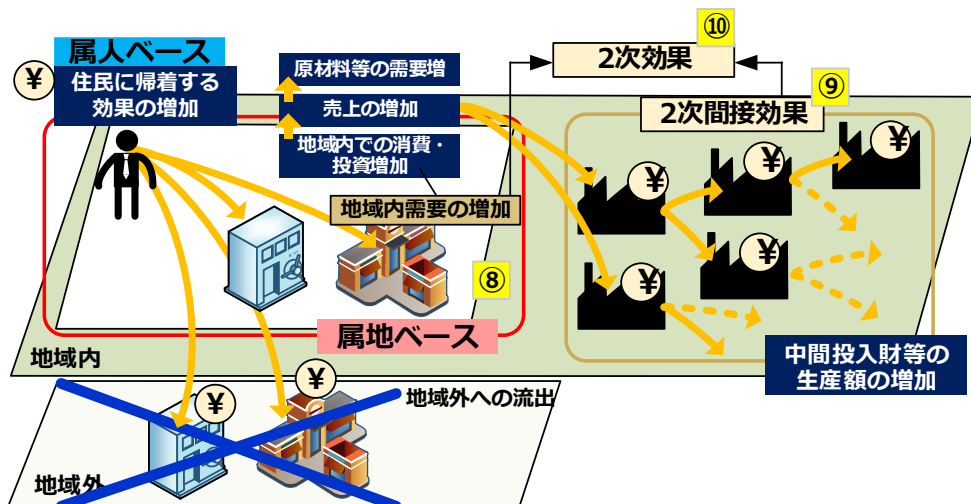 属人ベース
¥
住民に帰着する
効果の増加
原材料等の需要増
売上の増加
地域内での消費・
投資増加
地域内需要の増加
⑩
2次効果
⑨
2次間接効果
¥
¥
¥
¥
¥
⑧
属地ベース
中間投入財等の
生産額の増加
地域内
¥
¥
地域外への流出
地域外